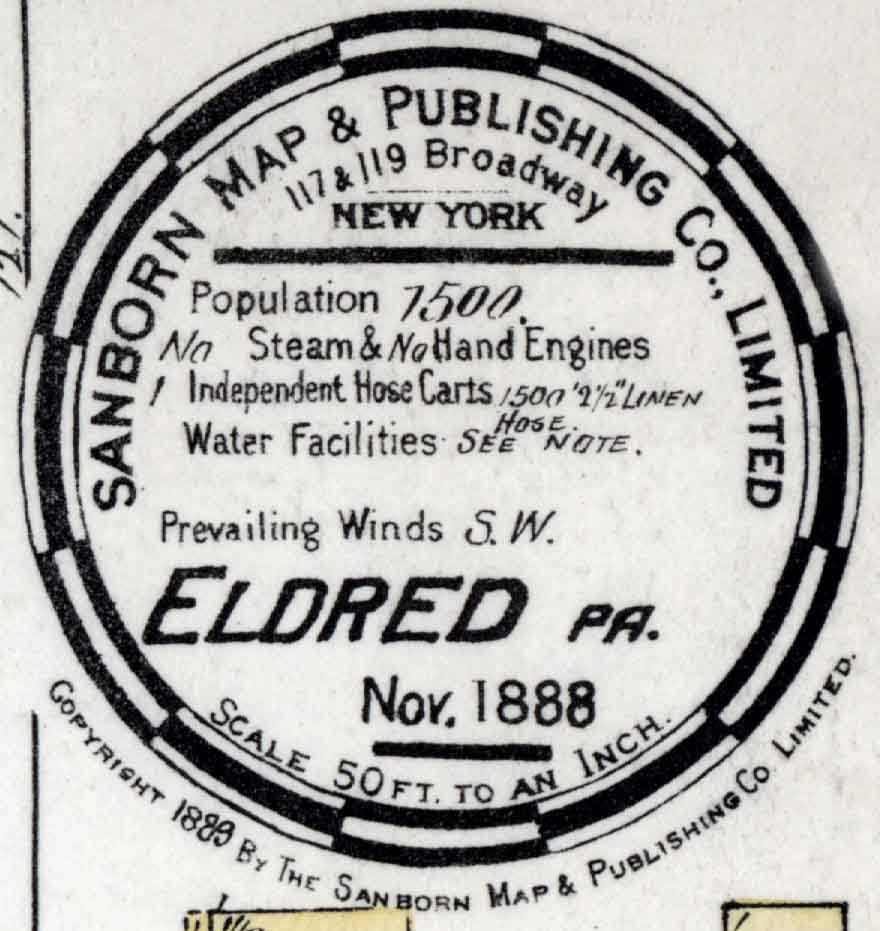 SANBORN MAP & PUBLISHING CO., LIMITED
117 & 119 Broadway
NEW YORK
Population 1500.
No Steam & No Hand Engines
1 Independent Hose Carts 1500' 2½" LINEN HOSE.
Water Facilities SEE NOTE.
Prevailing Winds S. W.
ELDRED PA.
Nov. 1888
SCALE 50 FT. TO AN INCH.
COPYRIGHT 1888 BY THE SANBORN MAP & PUBLISHING CO. LIMITED.